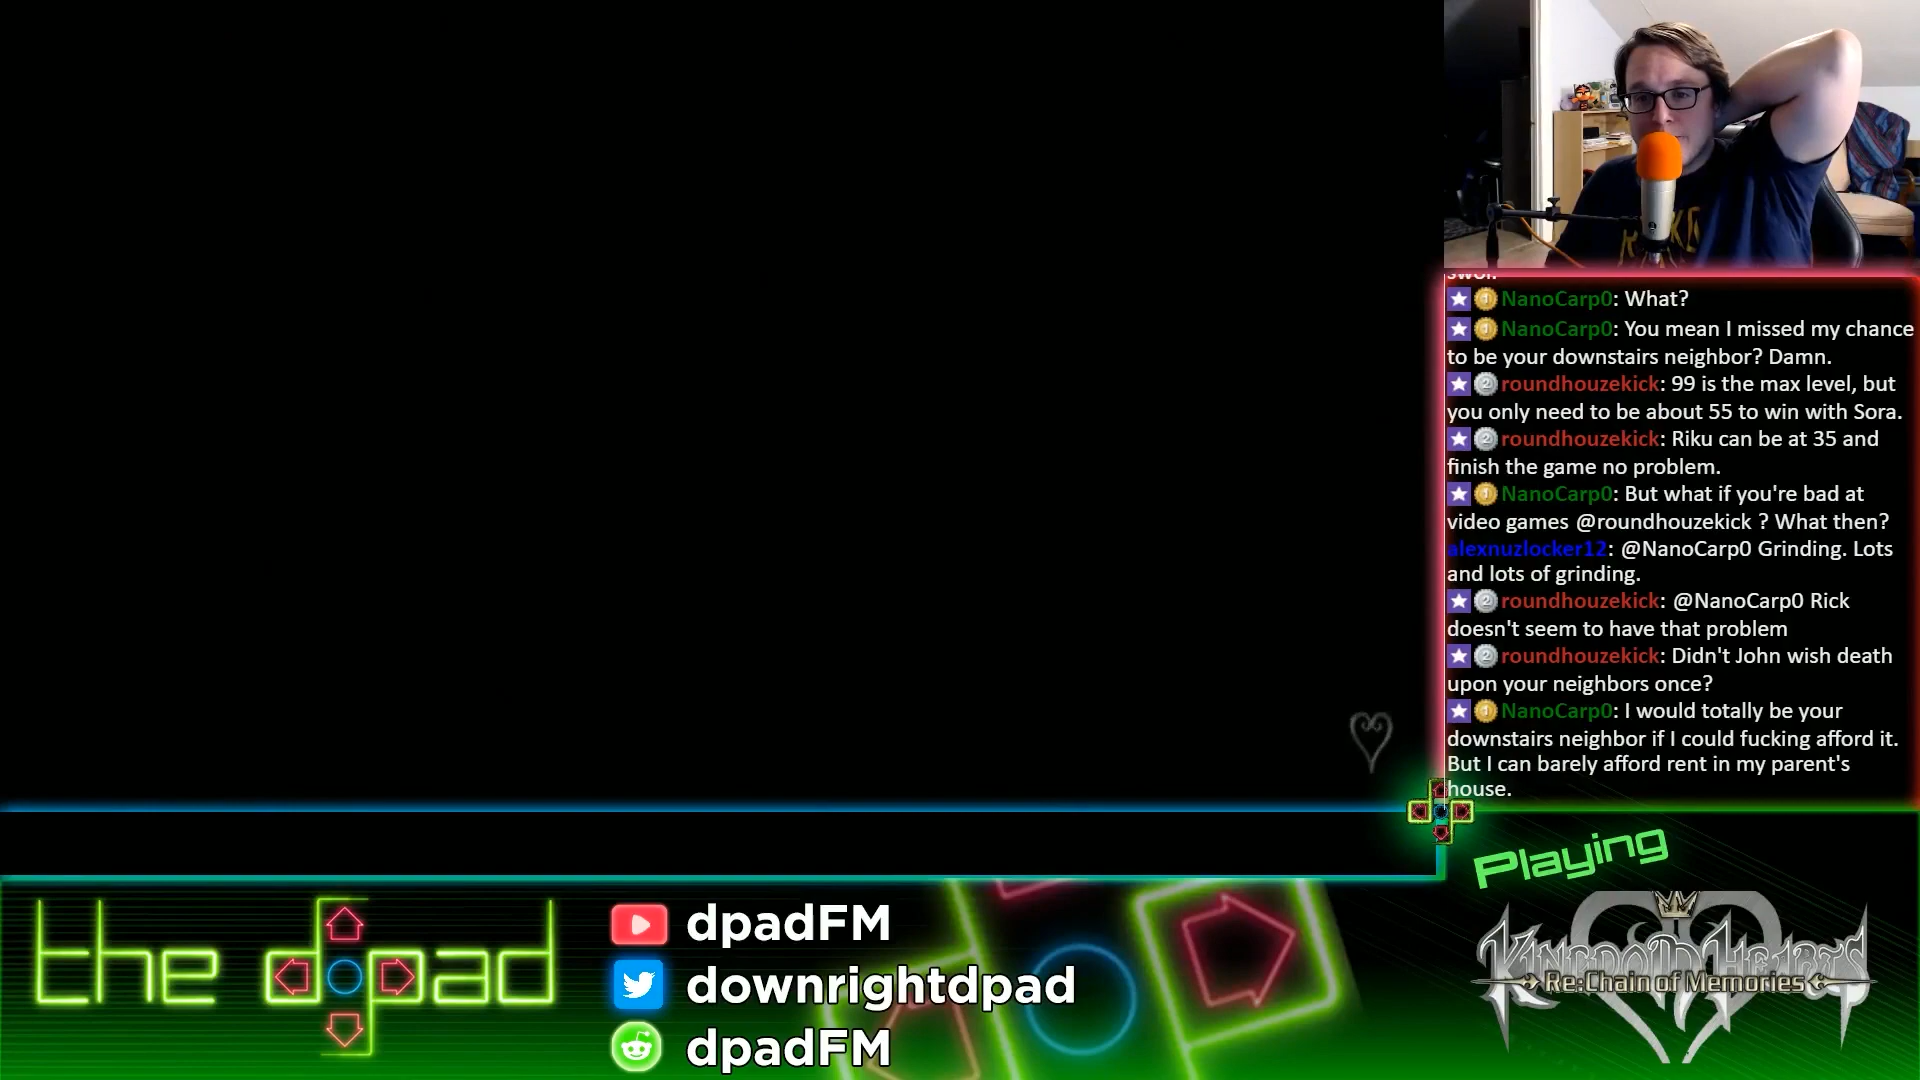 NanoCarp0: What?
NanoCarp0: You mean I missed my chance
to be your downstairs neighbor? Damn.
roundhouzekick: 99 is the max level, but
you only need to be about 55 to win with Sora.
roundhouzekick: Riku can be at 35 and
finish the game no problem.
NanoCarp0: But what if you're bad at
video games @roundhouzekick ? What then?
alexnuzlocker12: @NanoCarp0 Grinding. Lots
and lots of grinding.
roundhouzekick: @NanoCarp0 Rick
doesn't seem to have that problem
roundhouzekick: Didn't John wish death
upon your neighbors once?
NanoCarp0: I would totally be your
downstairs neighbor if I could fucking afford it.
But I can barely afford rent in my parent's
house.
Playing
KINGDOM HEARTS
Re:Chain of Memories
the dpad
dpadFM
downrightdpad
dpadFM